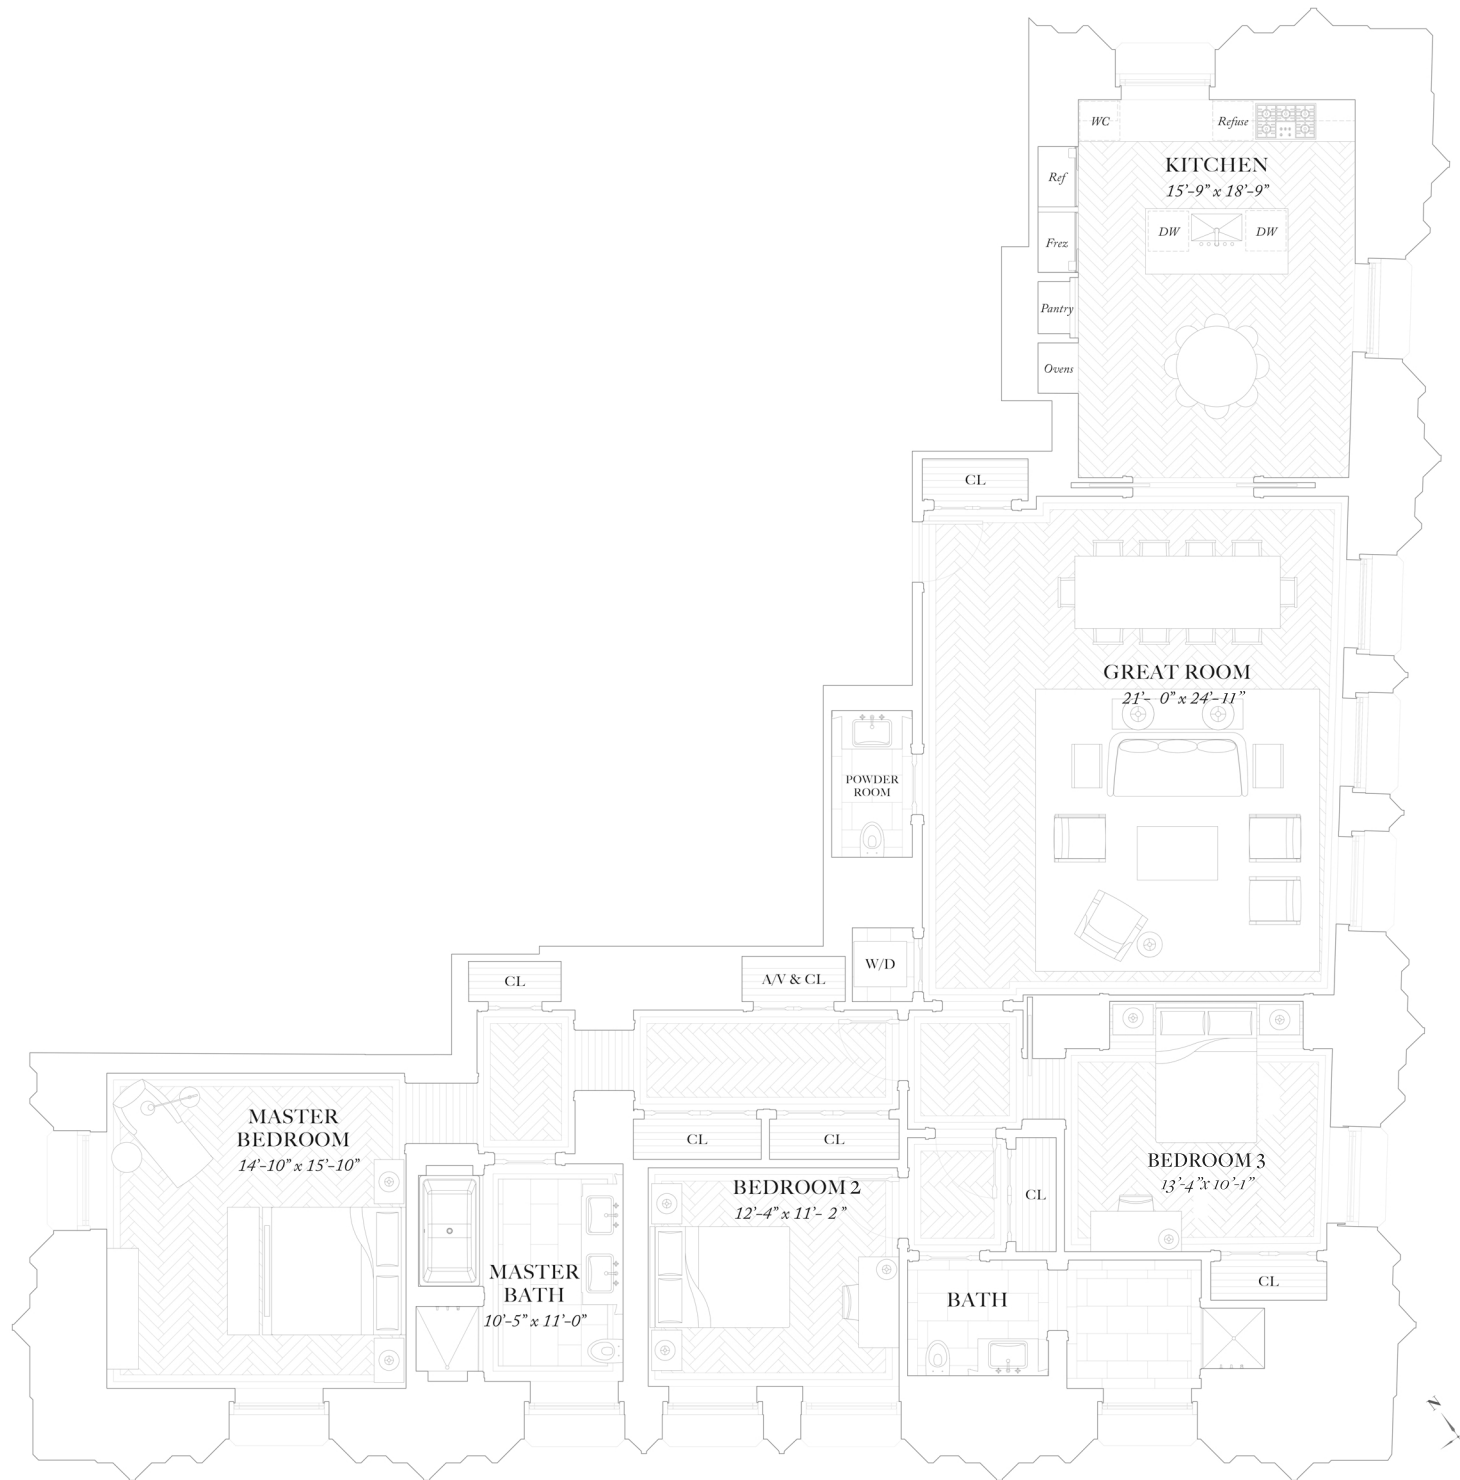 WC
Refuse
KITCHEN
15'-9" x 18'-9"
Ref
DW
DW
Frez
Pantry
Ovens
CL
GREAT ROOM
21'- 0" x 24'-11"
POWDER
ROOM
W/D
CL
A/V & CL
MASTER
BEDROOM
14'-10" x 15'-10"
CL
CL
BEDROOM 3
13'-4"x 10'-1"
BEDROOM 2
12'-4" x 11'- 2"
CL
MASTER
BATH
10'-5" x 11'-0"
BATH
CL
N